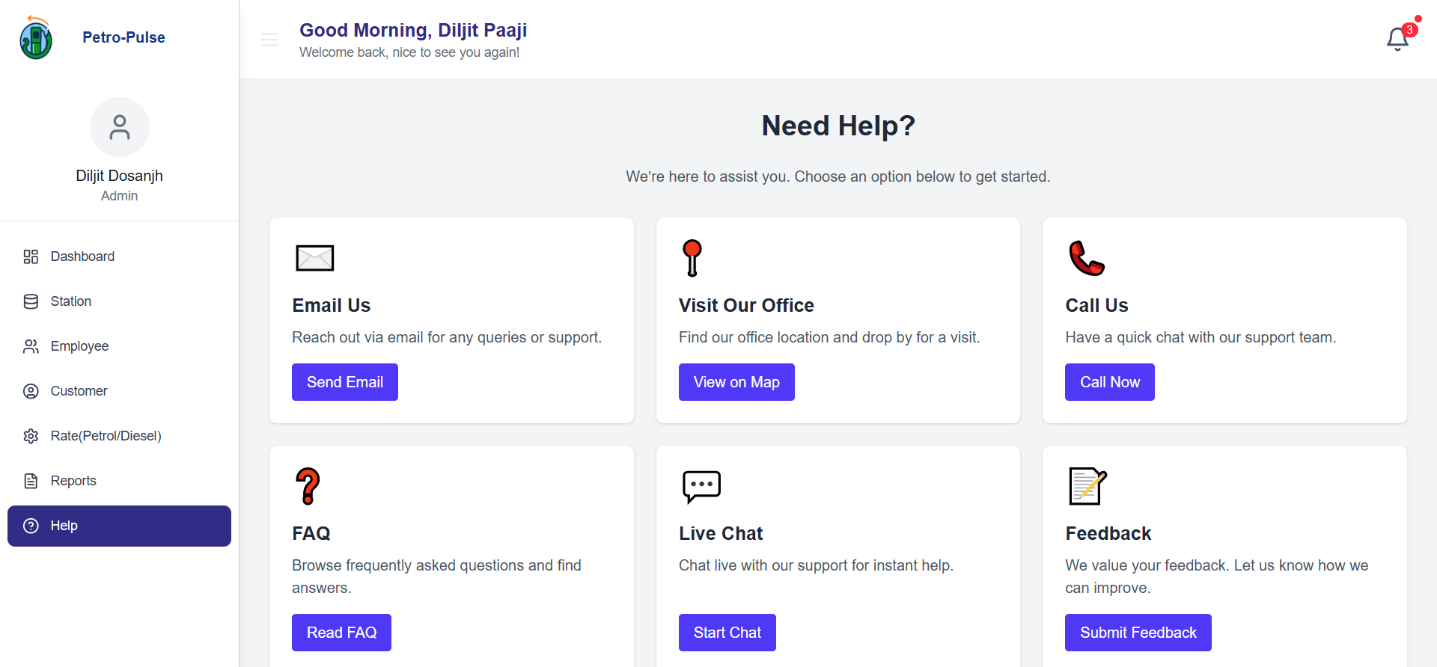 Petro-Pulse
Diljit Dosanjh
Admin
Dashboard
Station
Employee
Customer
Rate(Petrol/Diesel)
Reports
Help
Good Morning, Diljit Paaji
Welcome back, nice to see you again!
3
Need Help?
We're here to assist you. Choose an option below to get started.
Email Us
Reach out via email for any queries or support.
Send Email
Visit Our Office
Find our office location and drop by for a visit.
View on Map
Call Us
Have a quick chat with our support team.
Call Now
FAQ
Browse frequently asked questions and find
answers.
Read FAQ
Live Chat
Chat live with our support for instant help.
Start Chat
Feedback
We value your feedback. Let us know how we
can improve.
Submit Feedback